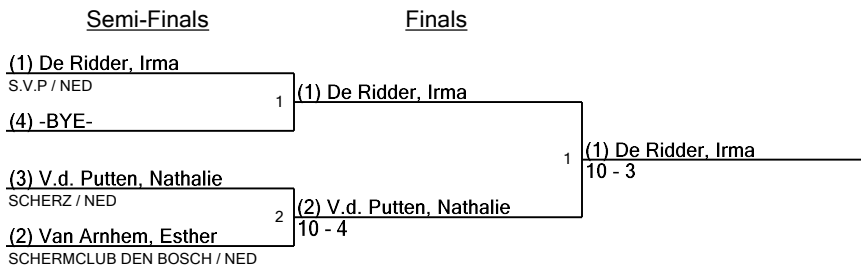 Semi-Finals
Finals
(1) De Ridder, Irma
S.V.P / NED
1
(1) De Ridder, Irma
(4) -BYE-
1
(1) De Ridder, Irma
10 - 3
(3) V.d. Putten, Nathalie
SCHERZ / NED
2
(2) V.d. Putten, Nathalie
10 - 4
(2) Van Arnhem, Esther
SCHERMCLUB DEN BOSCH / NED